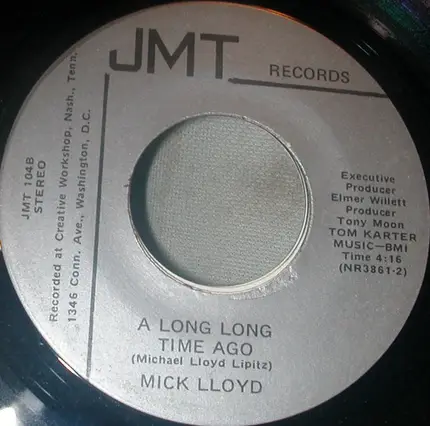 JMT RECORDS
JMT 104B
STEREO
Recorded at Creative Workshop, Nash., Tenn.
1346 Conn. Ave., Washington, D.C.
Executive
Producer
Elmer Willett
Producer
Tony Moon
TOM KARTER
MUSIC—BMI
Time 4:16
(NR3861-2)
A LONG LONG
TIME AGO
(Michael Lloyd Lipitz)
MICK LLOYD